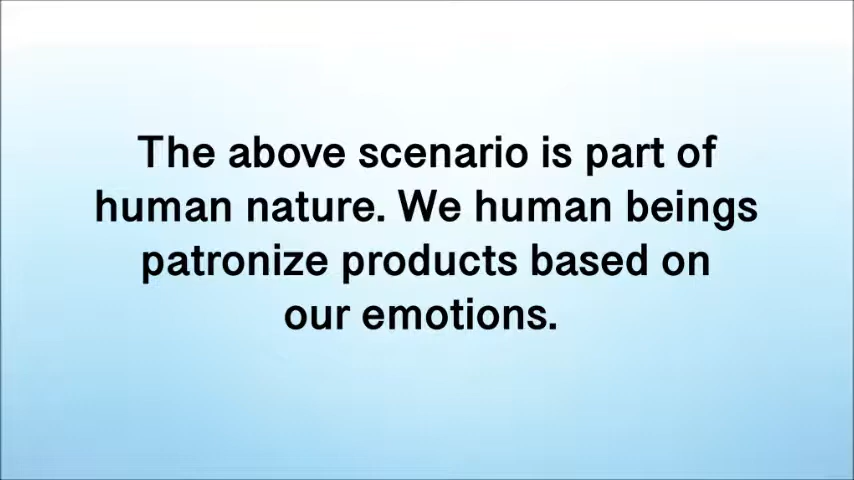 The above scenario is part of
human nature. We human beings
patronize products based on
our emotions.